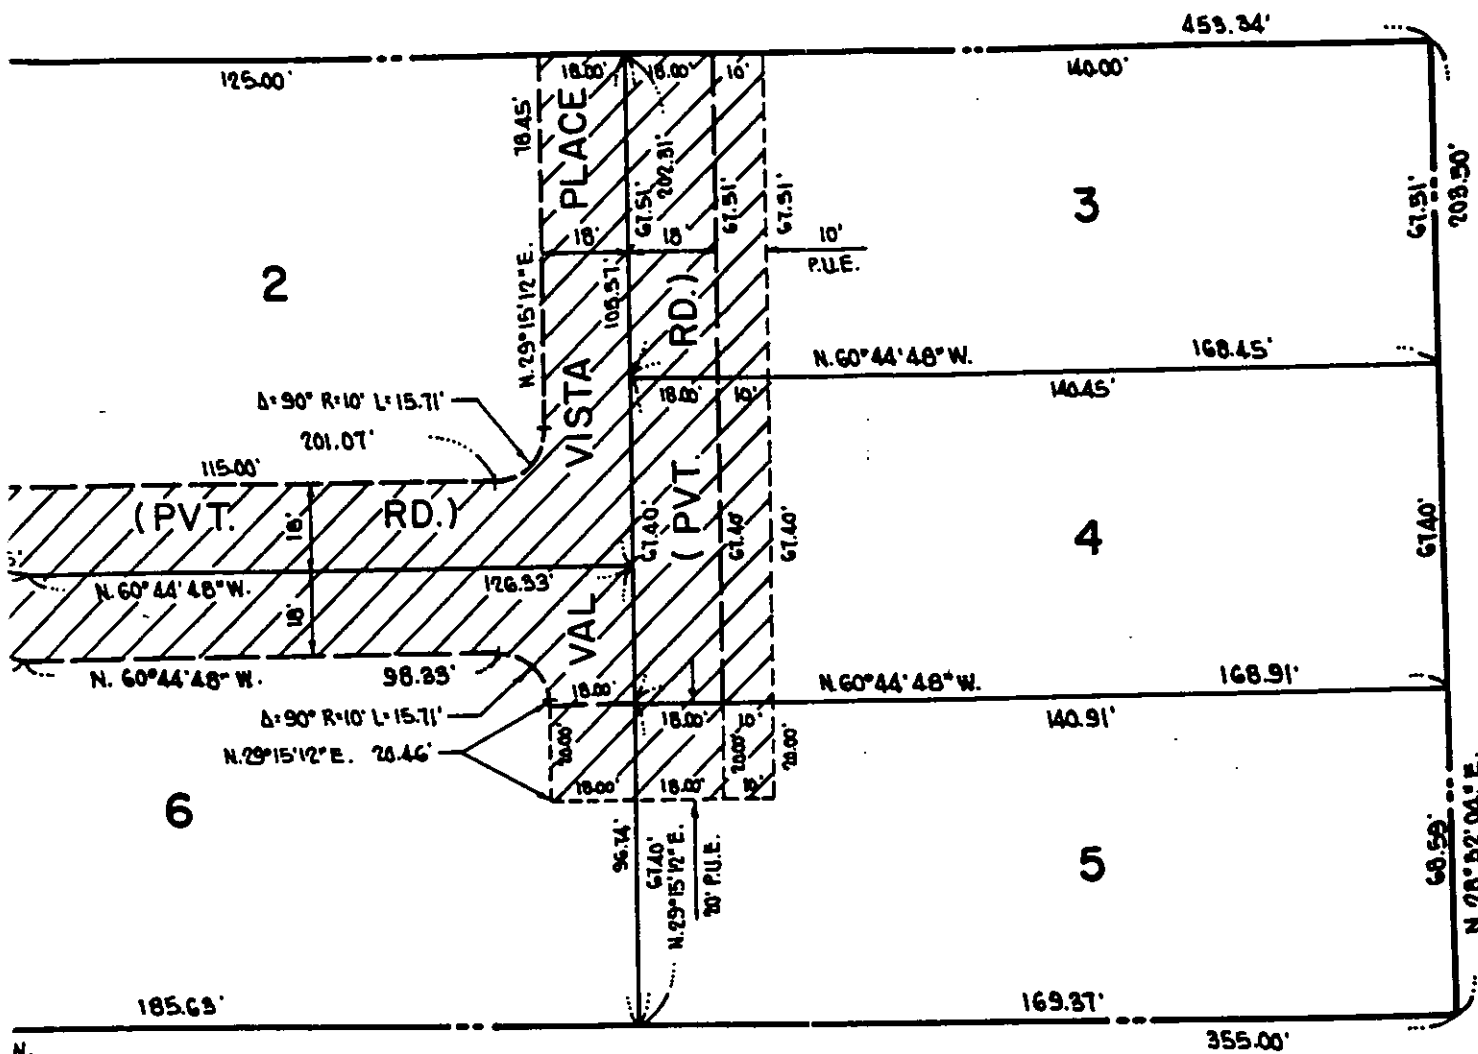 453.34'
125.00'
18.00'
18.00'
10'
140.00'
78.45'
PLACE
202.31'
67.51'
67.51'
67.51'
67.51'
203.50'
3
18'
18'
10'
P.U.E.
2
N.29°15'12"E.
105.57'
RD.)
N.60°44'48"W.
168.45'
18.00'
10'
140.45'
Δ=90° R=10' L=15.71'
201.07'
VISTA
115.00'
(PVT.
RD.)
18'
(PVT.
67.40'
67.40'
67.40'
4
67.40'
N.60°44'48"W.
126.33'
18'
VAL
N. 60°44'48"W.
98.33'
18.00'
N.60°44'48"W.
168.91'
Δ=90° R=10' L=15.71'
18.00'
10'
140.91'
N.29°15'12"E. 20.46'
20.00'
20.00'
20.00'
18.00'
18.00'
10'
6
96.74'
67.40'
N.29°15'12"E.
20' P.U.E.
5
68.59'
N.28°52'04"E.
185.63'
169.37'
355.00'
N.